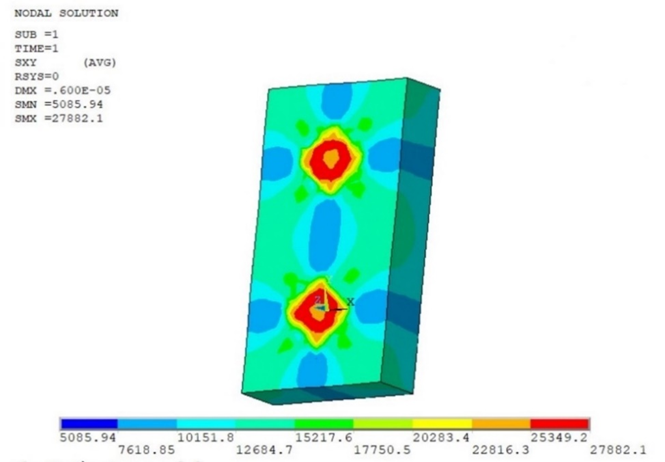 NODAL SOLUTION
SUB =1
TIME=1
SXY (AVG)
RSYS=0
DMX =.600E-05
SMN =5085.94
SMX =27882.1
X
5085.94 10151.8 15217.6 20283.4 25349.2
7618.85 12684.7 17750.5 22816.3 27882.1